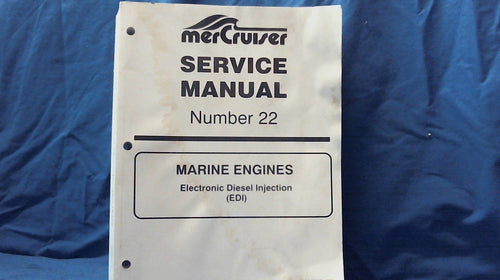 merCruiser
SERVICE
MANUAL
Number 22
MARINE ENGINES
Electronic Diesel Injection
(EDI)